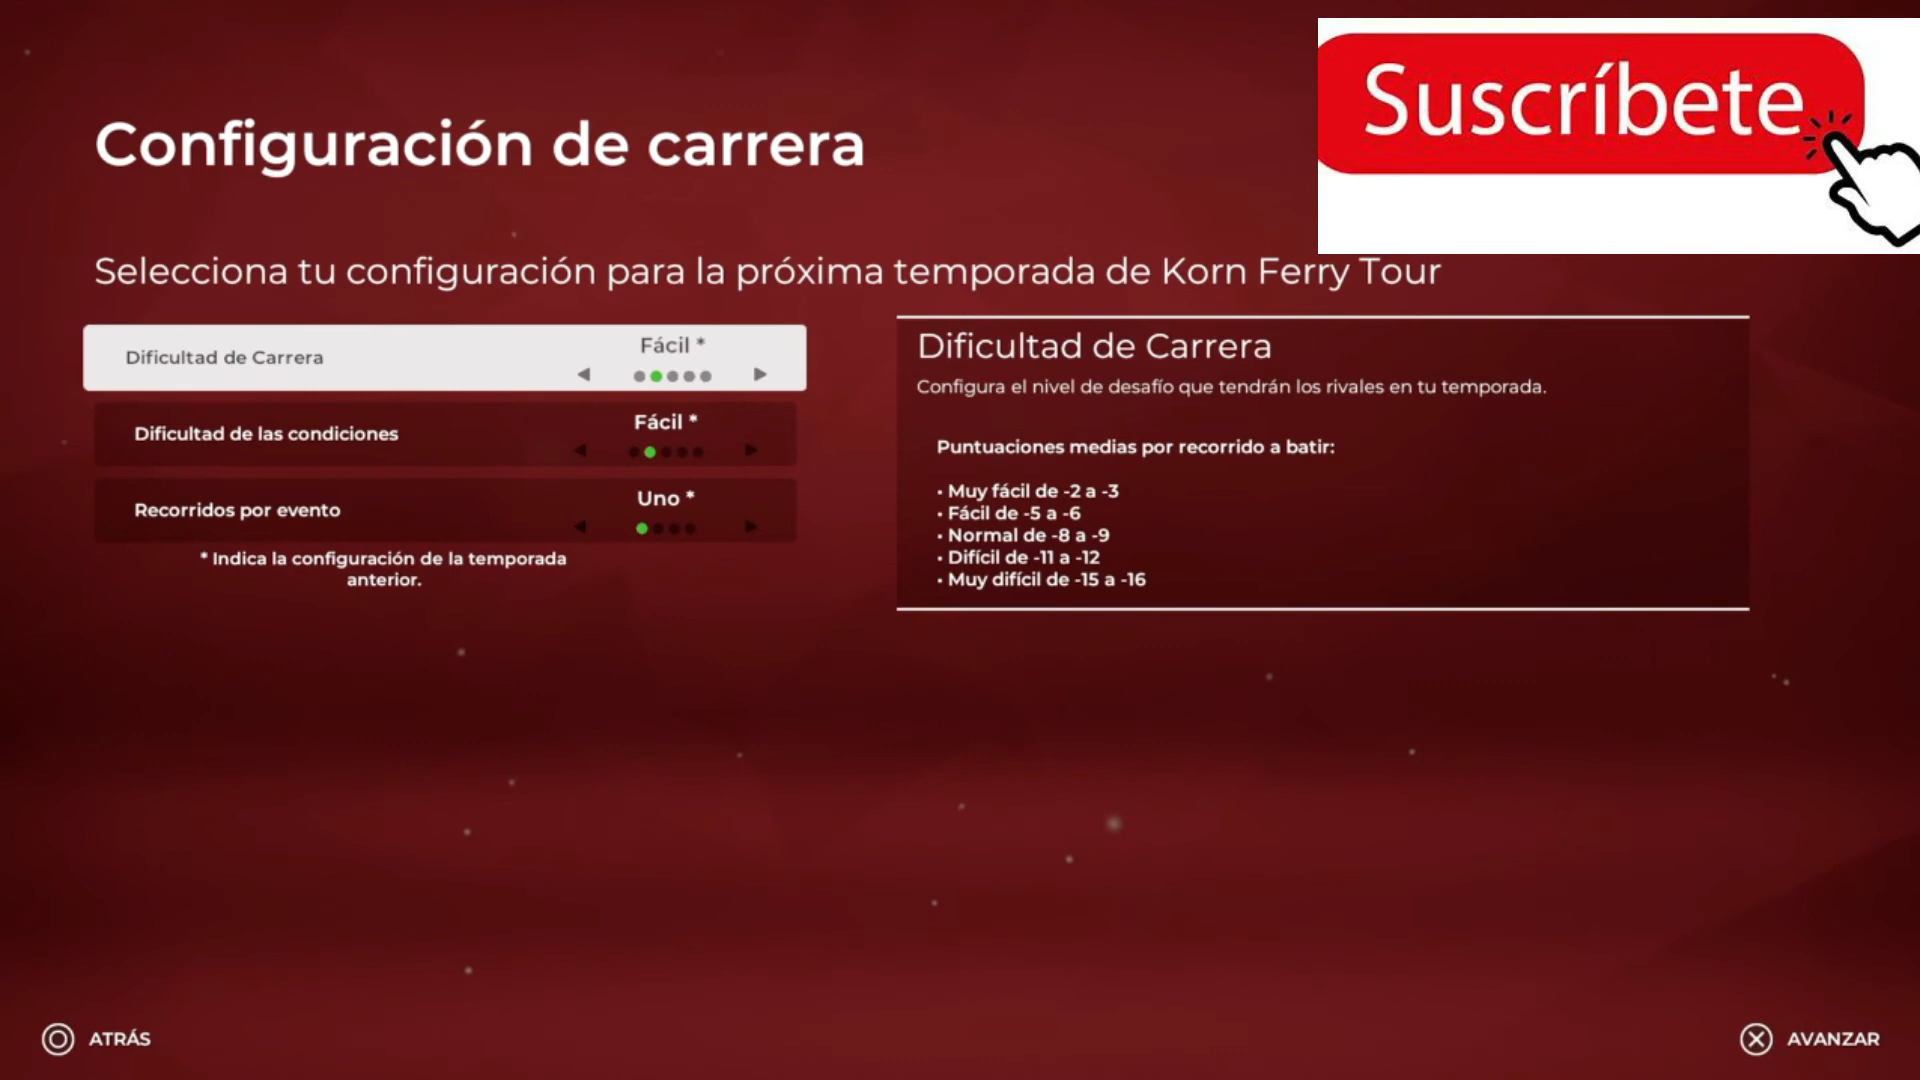 Suscríbete
Configuración de carrera
Selecciona tu configuración para la próxima temporada de Korn Ferry Tour
Dificultad de Carrera
Fácil *
Dificultad de las condiciones
Fácil *
Recorridos por evento
Uno *
* Indica la configuración de la temporada
anterior.
Dificultad de Carrera
Configura el nivel de desafío que tendrán los rivales en tu temporada.
Puntuaciones medias por recorrido a batir:
• Muy fácil de -2 a -3
• Fácil de -5 a -6
• Normal de -8 a -9
• Difícil de -11 a -12
• Muy difícil de -15 a -16
ATRÁS
AVANZAR